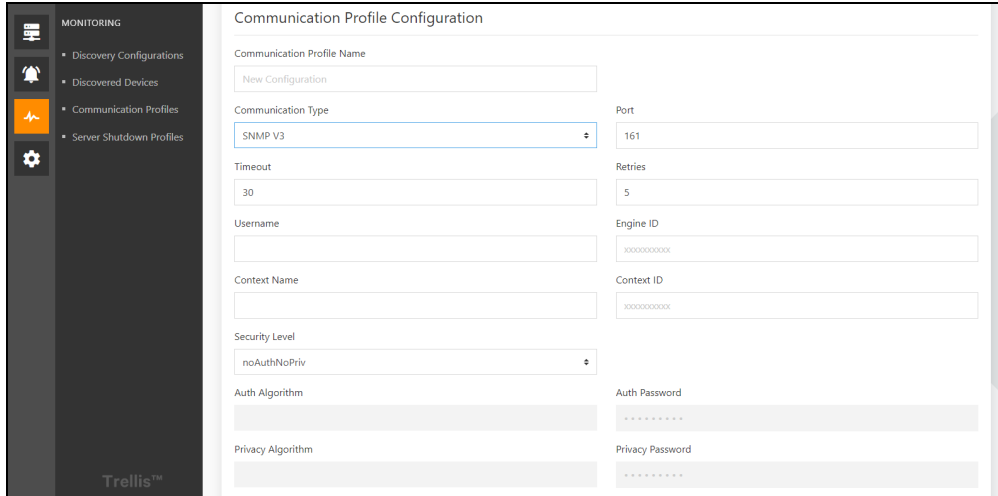 MONITORING
Discovery Configurations
Discovered Devices
Communication Profiles
Server Shutdown Profiles
Trellis™
Communication Profile Configuration
Communication Profile Name
New Configuration
Communication Type
Port
SNMP V3
161
Timeout
Retries
30
5
Username
Engine ID
xxxxxxxxxx
Context Name
Context ID
xxxxxxxxxx
Security Level
noAuthNoPriv
Auth Algorithm
Auth Password
•••••••••
Privacy Algorithm
Privacy Password
•••••••••